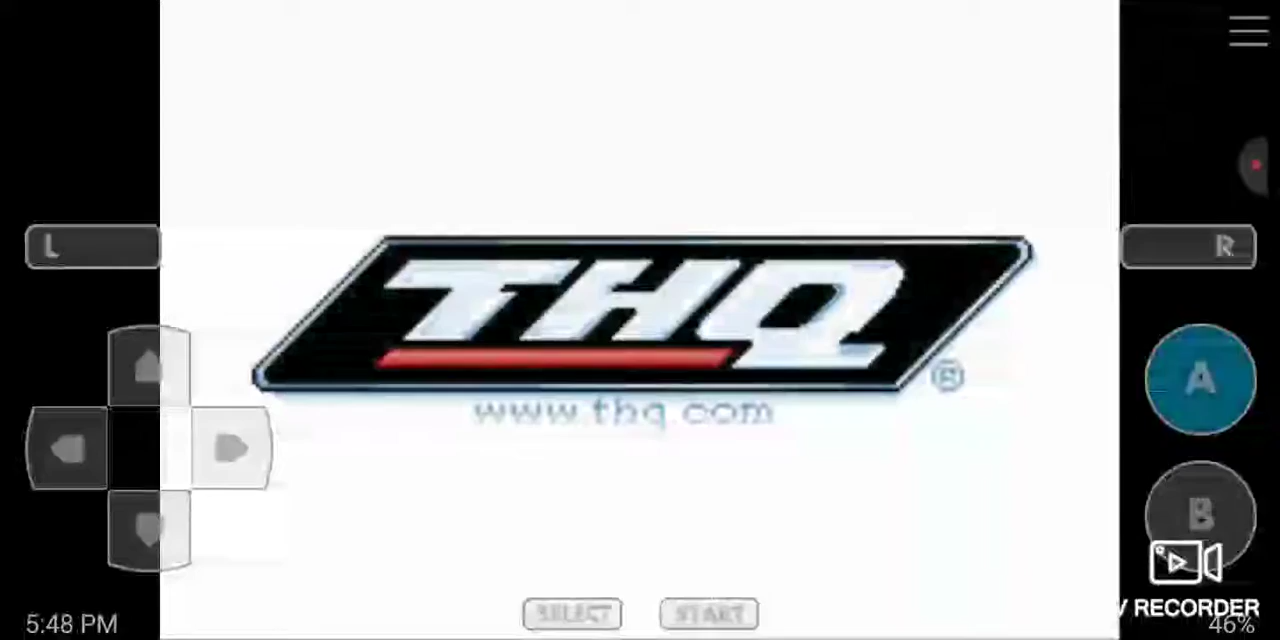 L
R
THQ
®
www.thq.com
A
B
SELECT
START
V RECORDER
5:48 PM
46%